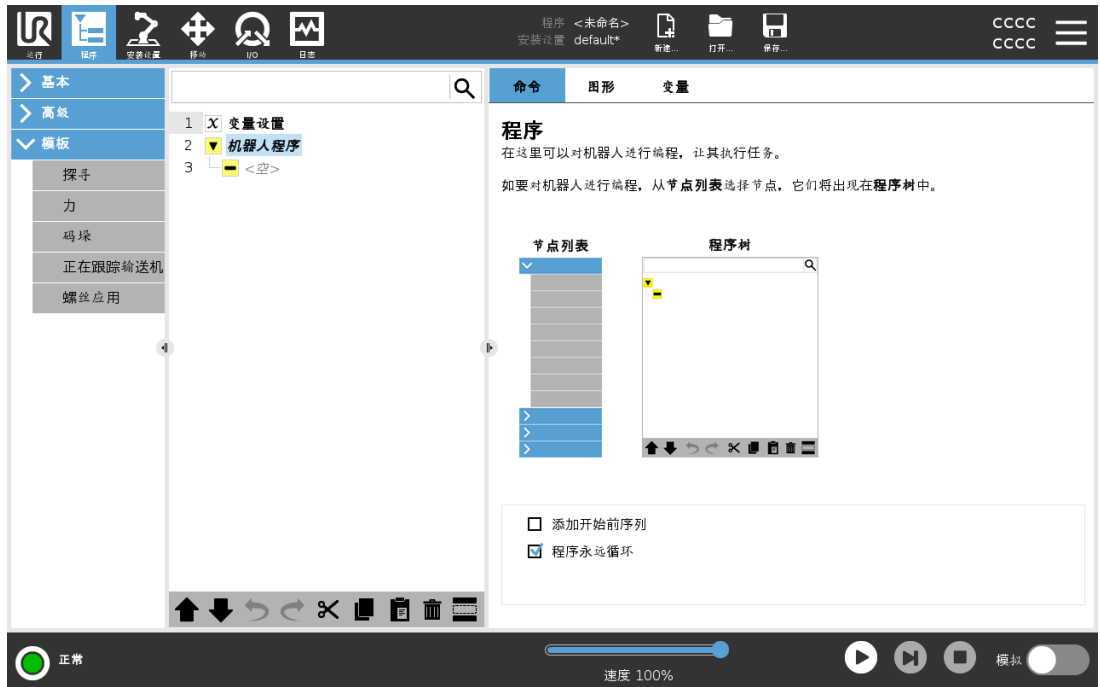 UR
运行 程序 安装设置 移动 I/O 日志
程序 <未命名>
安装设置 default*
新建... 打开... 保存...
CCCC
CCCC
基本
高级
模板
探寻
力
码垛
正在跟踪输送机
螺丝应用
1 x 变量设置
2 机器人程序
3 <空>
命令 图形 变量
程序
在这里可以对机器人进行编程，让其执行任务。
如要对机器人进行编程，从节点列表选择节点，它们将出现在程序树中。
节点列表 程序树
添加开始前序列
程序永远循环
正常
速度 100%
模拟